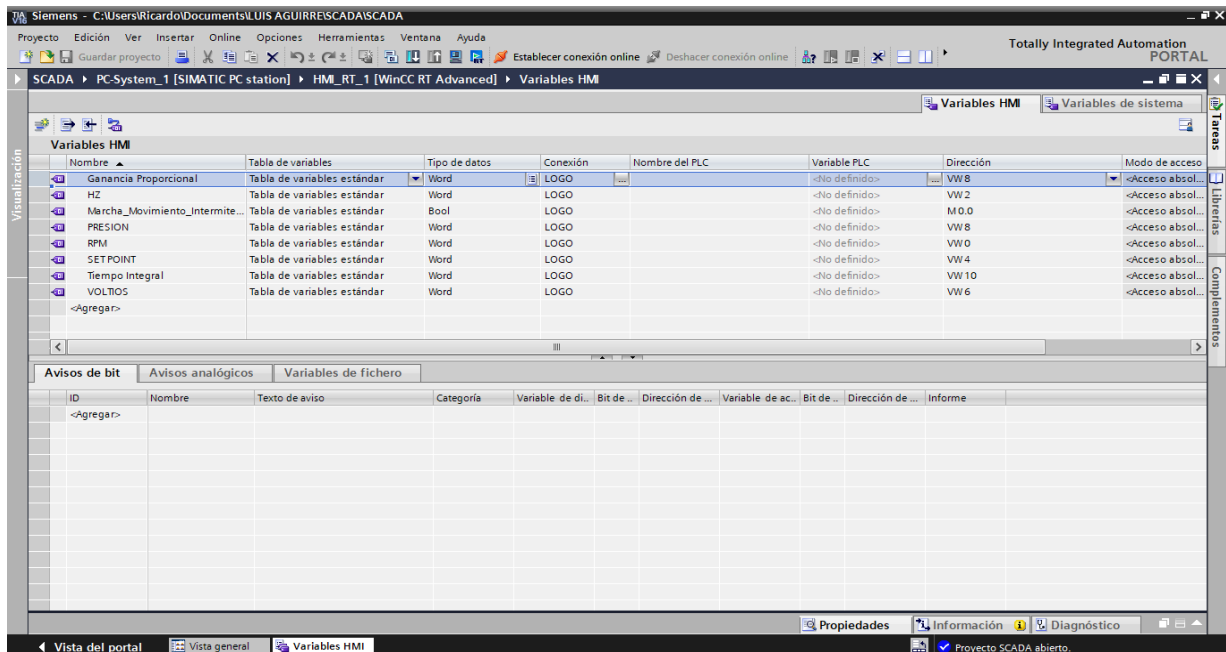 Siemens - C:\Users\Ricardo\Documents\LUIS AGUIRRE\SCADA\SCADA
Proyecto Edición Ver Insertar Online Opciones Herramientas Ventana Ayuda
Totally Integrated Automation
PORTAL
Guardar proyecto Establecer conexión online Deshacer conexión online
SCADA PC-System_1 [SIMATIC PC station] HMI_RT_1 [WinCC RT Advanced] Variables HMI
Variables HMI Variables de sistema
Variables HMI
Nombre Tabla de variables Tipo de datos Conexión Nombre del PLC Variable PLC Dirección Modo de acceso
Ganancia Proporcional Tabla de variables estándar Word LOGO ... <No definido> ... VW 8 <Acceso absol...
HZ Tabla de variables estándar Word LOGO <No definido> VW 2 <Acceso absol...
Marcha_Movimiento_Intermite... Tabla de variables estándar Bool LOGO <No definido> M 0.0 <Acceso absol...
PRESION Tabla de variables estándar Word LOGO <No definido> VW 8 <Acceso absol...
RPM Tabla de variables estándar Word LOGO <No definido> VW 0 <Acceso absol...
SETPOINT Tabla de variables estándar Word LOGO <No definido> VW 4 <Acceso absol...
Tiempo Integral Tabla de variables estándar Word LOGO <No definido> VW 10 <Acceso absol...
VOLTIOS Tabla de variables estándar Word LOGO <No definido> VW 6 <Acceso absol...
<Agregar>
Avisos de bit Avisos analógicos Variables de fichero
ID Nombre Texto de aviso Categoría Variable de di.. Bit de .. Dirección de ... Variable de ac.. Bit de .. Dirección de ... Informe
<Agregar>
Propiedades Información Diagnóstico
Vista del portal Vista general Variables HMI Proyecto SCADA abierto.
Visualización
Tareas
Librerías
Complementos